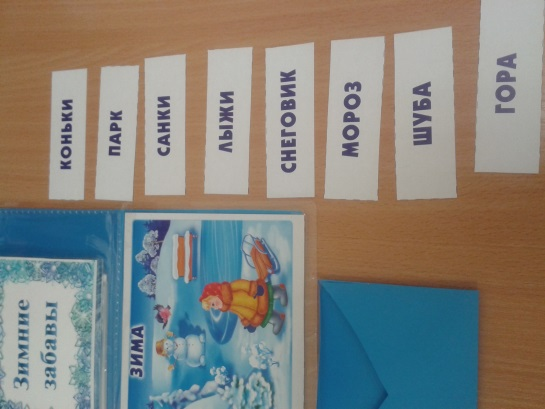 КОНЬКИ
ПАРК
САНКИ
ЛЫЖИ
СНЕГОВИК
МОРОЗ
ШУБА
ГОРА
Зимние
забавы
ЗИМА